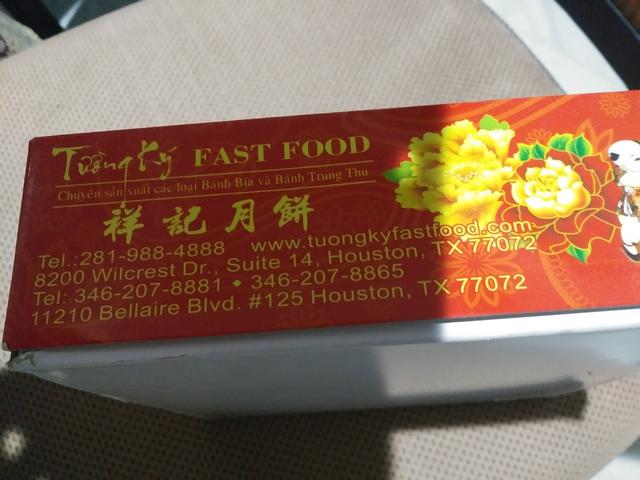 Tường Ký FAST FOOD
Chuyên sản xuất các loại Bánh Bía và Bánh Trung Thu
祥記月餅
Tel.:281-988-4888 www.tuongkyfastfood.com
8200 Wilcrest Dr., Suite 14, Houston, TX 77072
Tel: 346-207-8881 • 346-207-8865
11210 Bellaire Blvd. #125 Houston, TX 77072